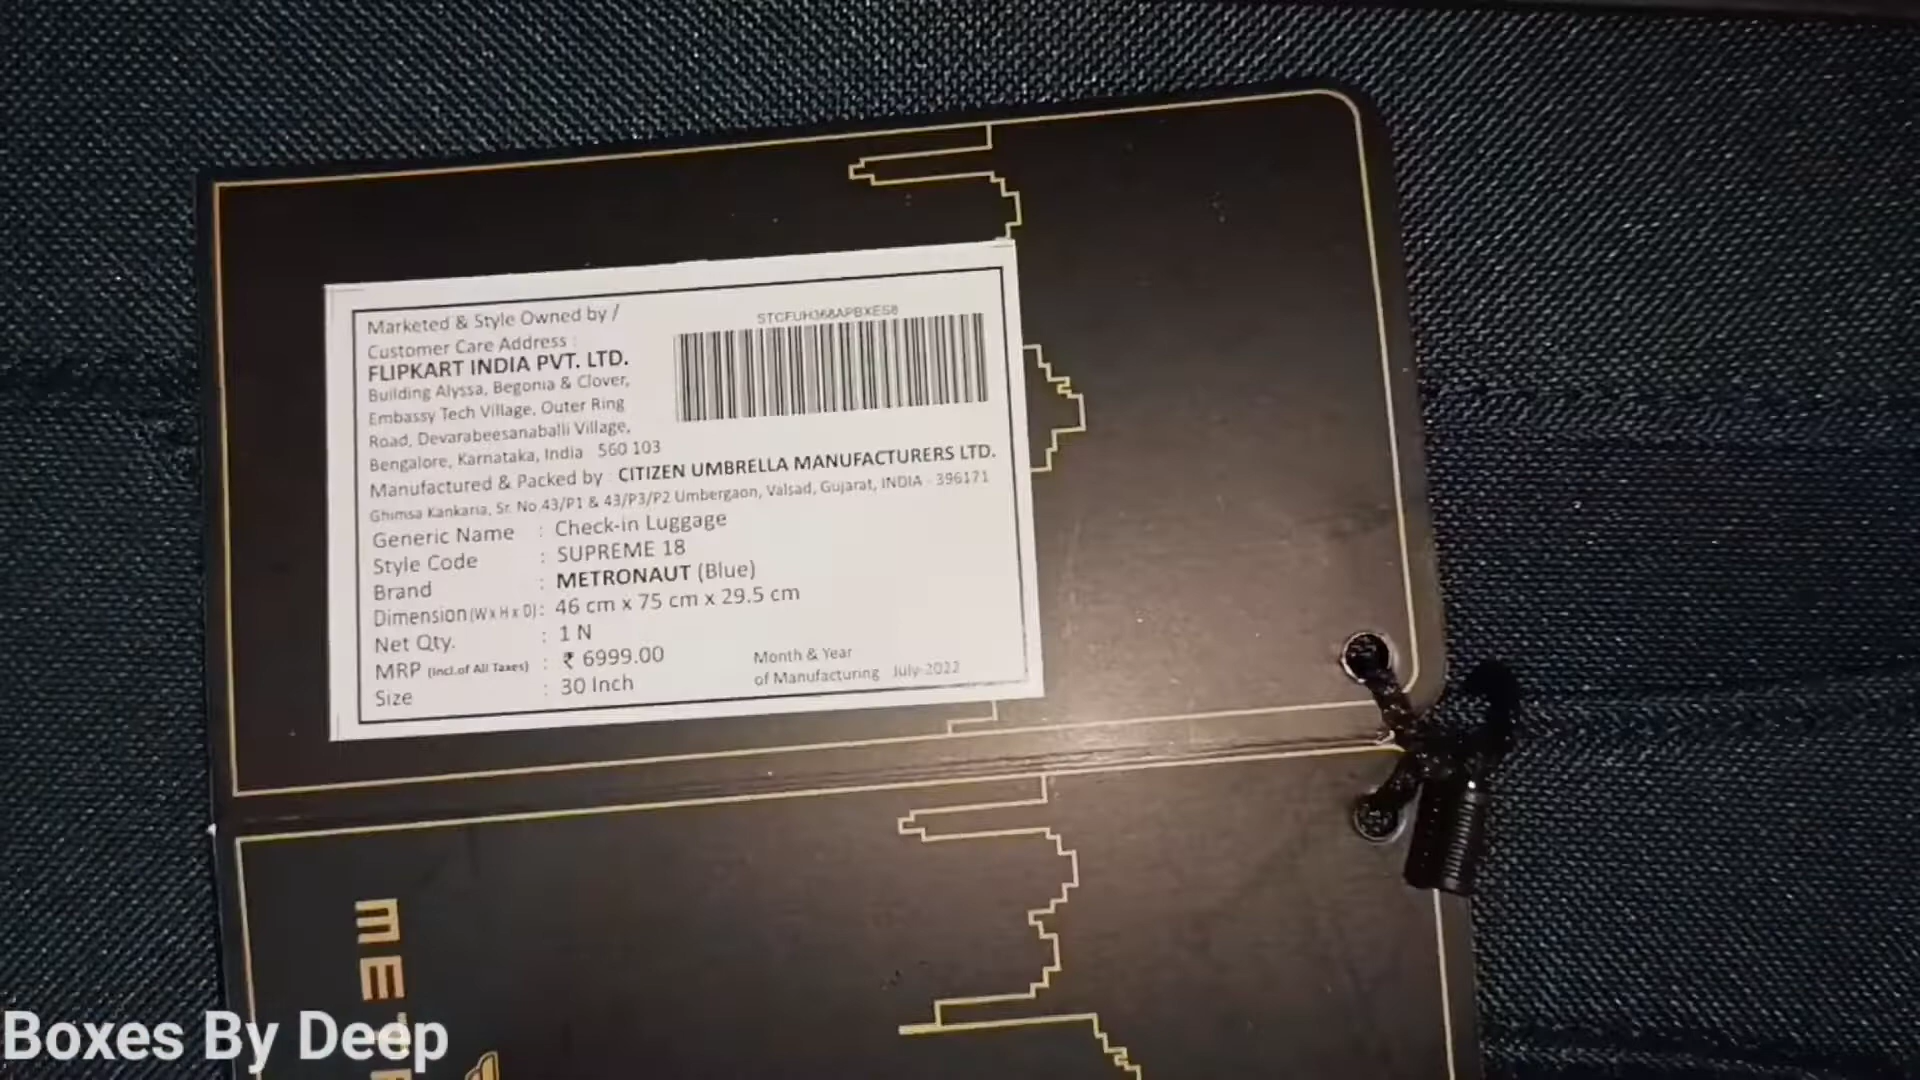 Marketed & Style Owned by /
Customer Care Address :
FLIPKART INDIA PVT. LTD.
Building Alyssa, Begonia & Clover,
Embassy Tech Village, Outer Ring
Road, Devarabeesanaballi Village,
Bengalore, Karnataka, India 560 103
STCFUH368APBXES8
Manufactured & Packed by : CITIZEN UMBRELLA MANUFACTURERS LTD.
Ghimsa Kankaria, Sr. No 43/P1 & 43/P3/P2 Umbergaon, Valsad, Gujarat, INDIA - 396171
Generic Name : Check-in Luggage
Style Code : SUPREME 18
Brand : METRONAUT (Blue)
Dimension (W x H x D) : 46 cm x 75 cm x 29.5 cm
Net Qty. : 1 N
MRP (Incl.of All Taxes) : ₹ 6999.00
Size : 30 Inch
Month & Year
of Manufacturing July-2022
Boxes By Deep